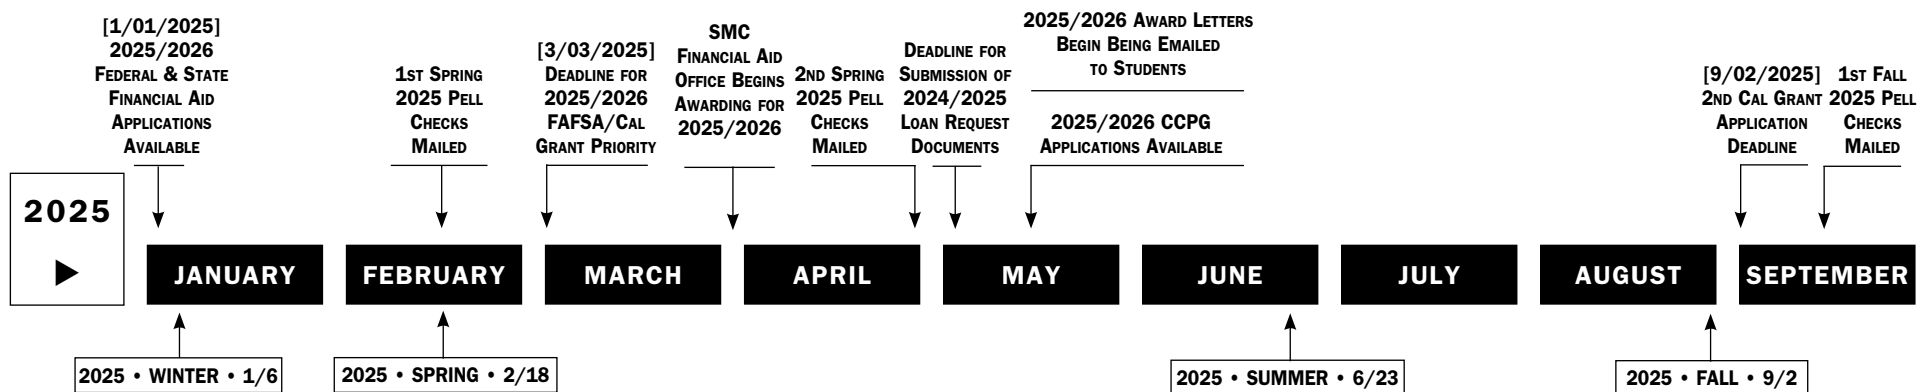 [1/01/2025]
2025/2026
Federal & State
Financial Aid
Applications
Available
1st Spring
2025 Pell
Checks
Mailed
[3/03/2025]
Deadline for
2025/2026
FAFSA/Cal
Grant Priority
SMC
Financial Aid
Office Begins
Awarding for
2025/2026
2nd Spring
2025 Pell
Checks
Mailed
Deadline for
Submission of
2024/2025
Loan Request
Documents
2025/2026 Award Letters
Begin Being Emailed
to Students
2025/2026 CCPG
Applications Available
[9/02/2025]
2nd Cal Grant
Application
Deadline
1st Fall
2025 Pell
Checks
Mailed
2025
JANUARY
FEBRUARY
MARCH
APRIL
MAY
JUNE
JULY
AUGUST
SEPTEMBER
2025 • WINTER • 1/6
2025 • SPRING • 2/18
2025 • SUMMER • 6/23
2025 • FALL • 9/2